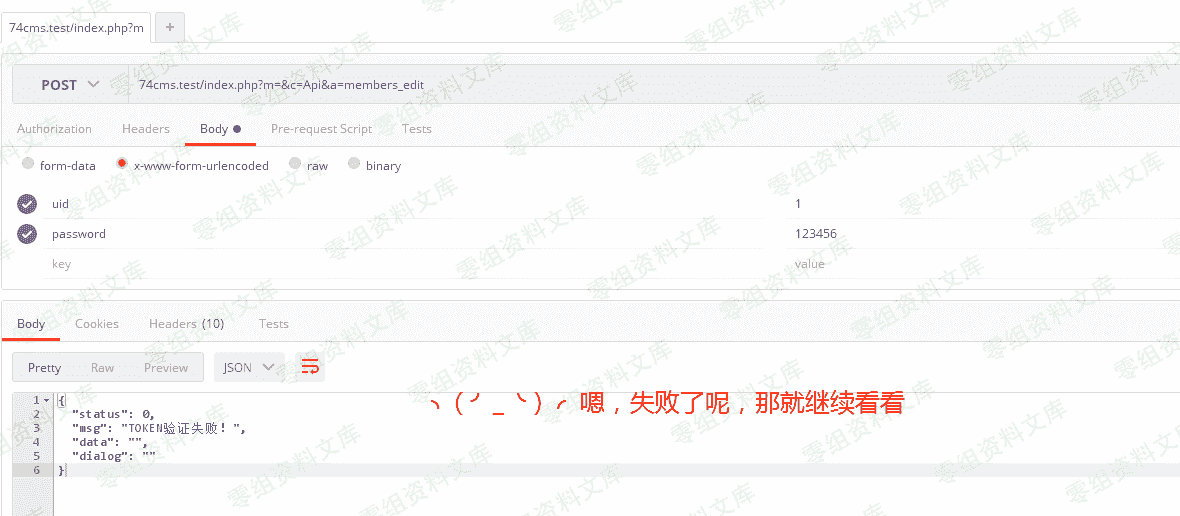 74cms.test/index.php?m
+
POST
74cms.test/index.php?m=&c=Api&a=members_edit
Authorization Headers Body Pre-request Script Tests
form-data x-www-form-urlencoded raw binary
uid 1
password 123456
key value
Body Cookies Headers (10) Tests
Pretty Raw Preview JSON
1 {
2 "status": 0,
3 "msg": "TOKEN验证失败！",
4 "data": "",
5 "dialog": ""
6 }
ヽ(╯_╰)╭ 嗯，失败了呢，那就继续看看
零组资料文库